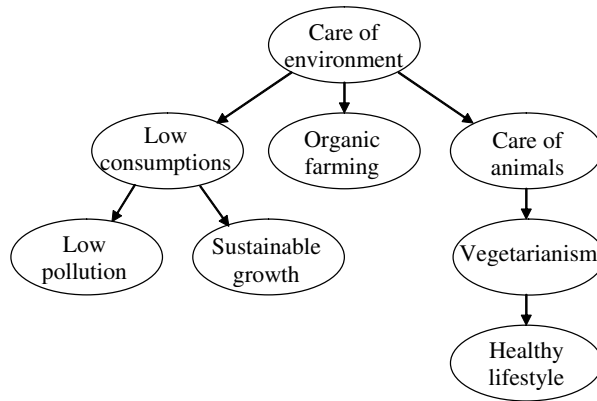 Care of
environment
Low
consumptions
Organic
farming
Care of
animals
Low
pollution
Sustainable
growth
Vegetarianism
Healthy
lifestyle